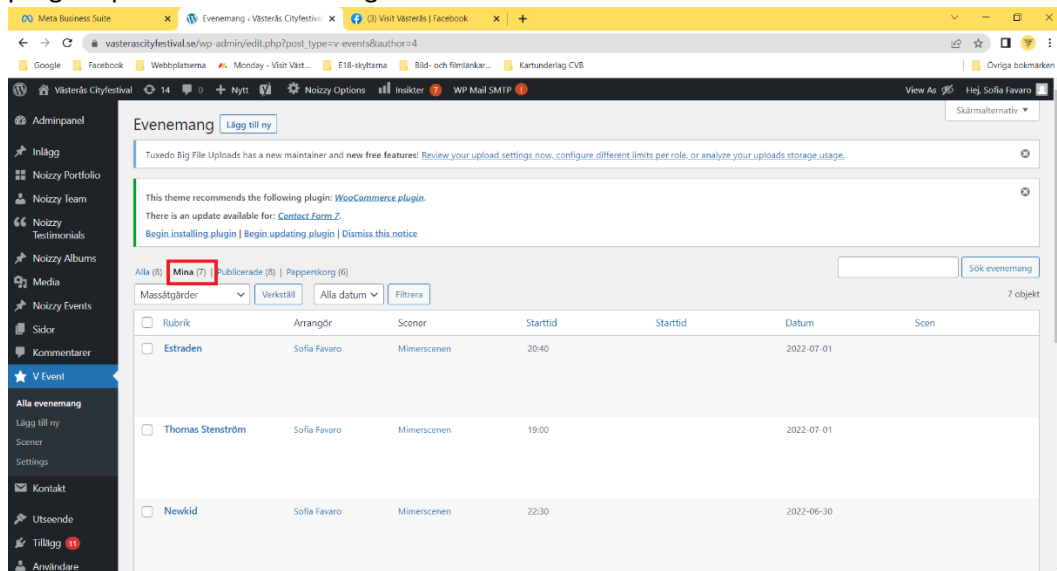 Meta Business Suite
Evenemang ‹ Västerås Cityfestiva
(3) Visit Västerås | Facebook
vasterascityfestival.se/wp-admin/edit.php?post_type=v-events&author=4
Google
Facebook
Webbplatserna
Monday - Visit Väst...
E18-skyltarna
Bild- och filmlänkar...
Kartunderlag CVB
Övriga bokmärken
Västerås Cityfestival
14
0
Nytt
Noizzy Options
Insikter 7
WP Mail SMTP !
View As
Hej, Sofia Favaro
Adminpanel
Inlägg
Noizzy Portfolio
Noizzy Team
Noizzy
Testimonials
Noizzy Albums
Media
Noizzy Events
Sidor
Kommentarer
V Event
Alla evenemang
Lägg till ny
Scener
Settings
Kontakt
Utseende
Tillägg 11
Användare
Skärmalternativ
Evenemang Lägg till ny
Tuxedo Big File Uploads has a new maintainer and new free features! Review your upload settings now, configure different limits per role, or analyze your uploads storage usage.
This theme recommends the following plugin: WooCommerce plugin.
There is an update available for: Contact Form 7.
Begin installing plugin | Begin updating plugin | Dismiss this notice
Alla (8) | Mina (7) | Publicerade (8) | Papperskorg (6)
Sök evenemang
Massåtgärder
Verkställ
Alla datum
Filtrera
7 objekt
Rubrik Arrangör Scener Starttid Starttid Datum Scen
Estraden Sofia Favaro Mimerscenen 20:40 2022-07-01
Thomas Stenström Sofia Favaro Mimerscenen 19:00 2022-07-01
Newkid Sofia Favaro Mimerscenen 22:30 2022-06-30